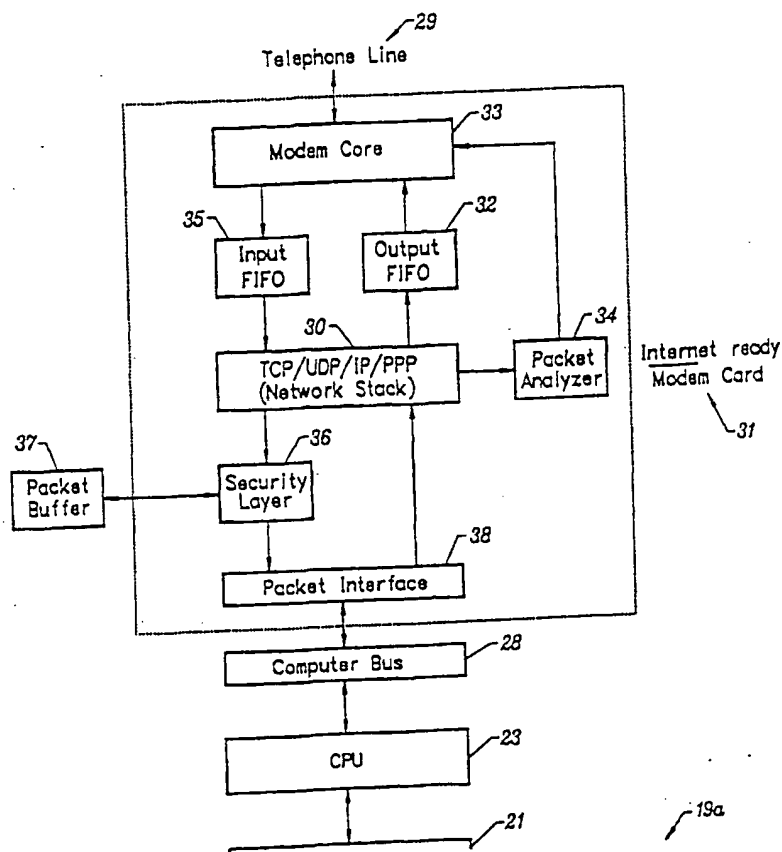 29
Telephone Line
33
Modem Core
35
Input
FIFO
32
Output
FIFO
30
TCP/UDP/IP/PPP
(Network Stack)
34
Packet
Analyzer
Internet ready
Modem Card
31
37
Packet
Buffer
36
Security
Layer
38
Packet Interface
28
Computer Bus
23
CPU
21
19a